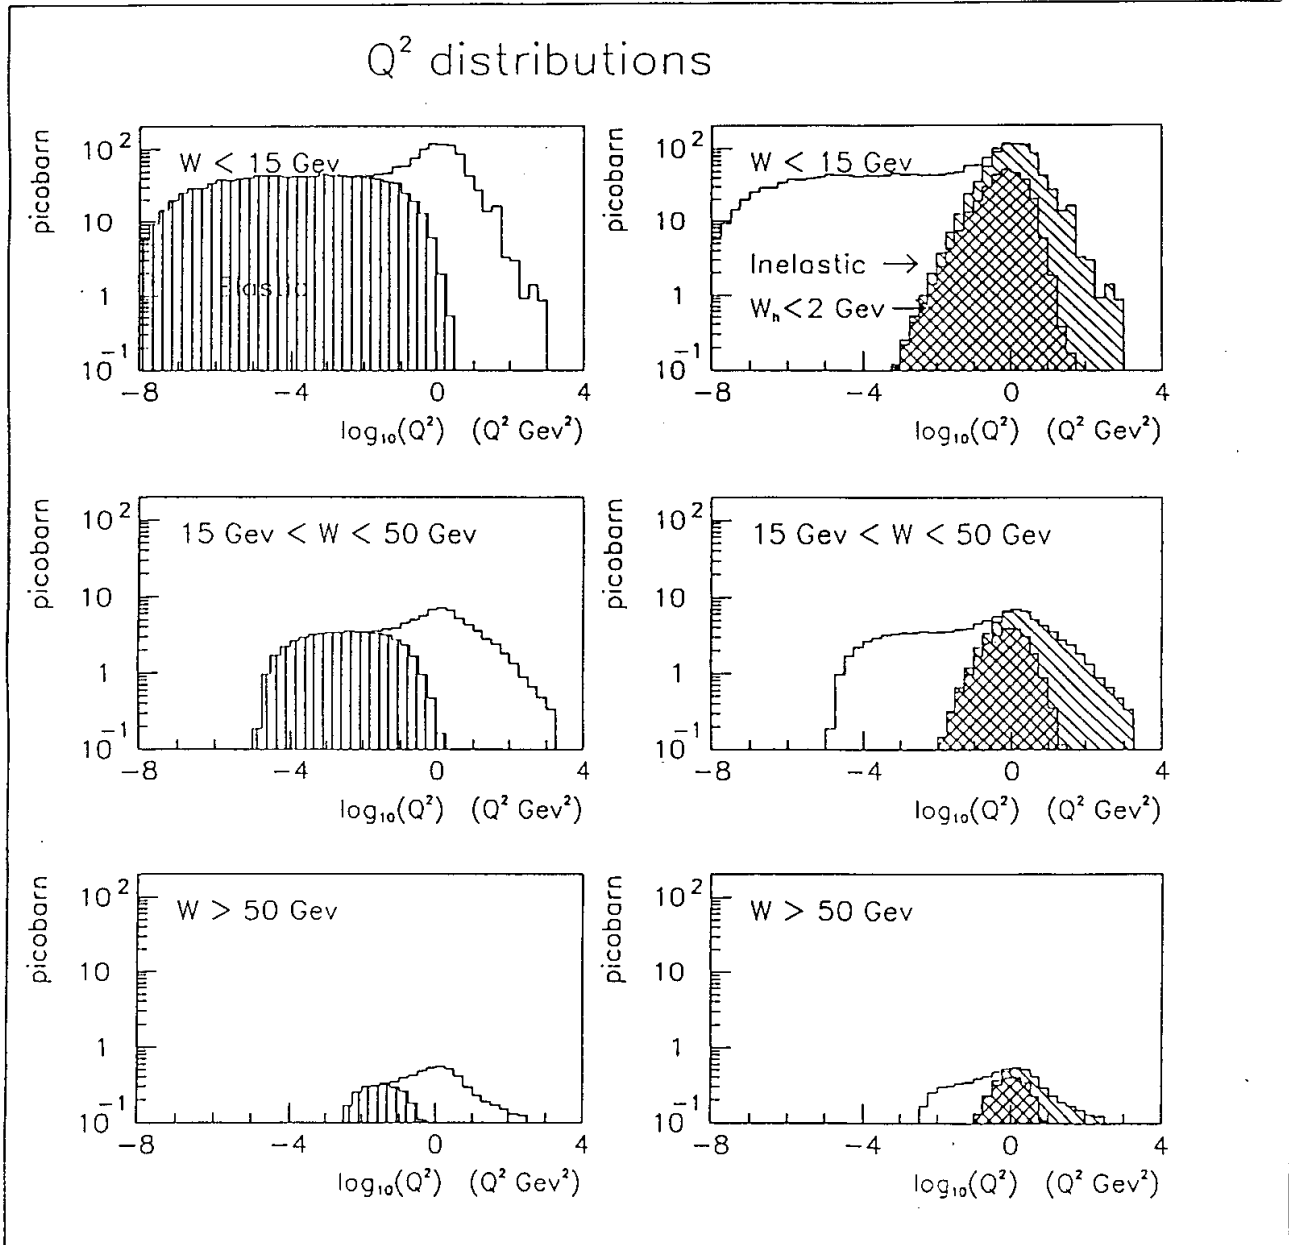 Q² distributions
picobarn
10²
10
1
10⁻¹
W < 15 Gev
Elastic
-8
-4
0
4
log₁₀(Q²) (Q² Gev²)
picobarn
10²
10
1
10⁻¹
W < 15 Gev
Inelastic →
Wₕ<2 Gev →
-8
-4
0
4
log₁₀(Q²) (Q² Gev²)
picobarn
10²
10
1
10⁻¹
15 Gev < W < 50 Gev
-8
-4
0
4
log₁₀(Q²) (Q² Gev²)
picobarn
10²
10
1
10⁻¹
15 Gev < W < 50 Gev
-8
-4
0
4
log₁₀(Q²) (Q² Gev²)
picobarn
10²
10
1
10⁻¹
W > 50 Gev
-8
-4
0
4
log₁₀(Q²) (Q² Gev²)
picobarn
10²
10
1
10⁻¹
W > 50 Gev
-8
-4
0
4
log₁₀(Q²) (Q² Gev²)